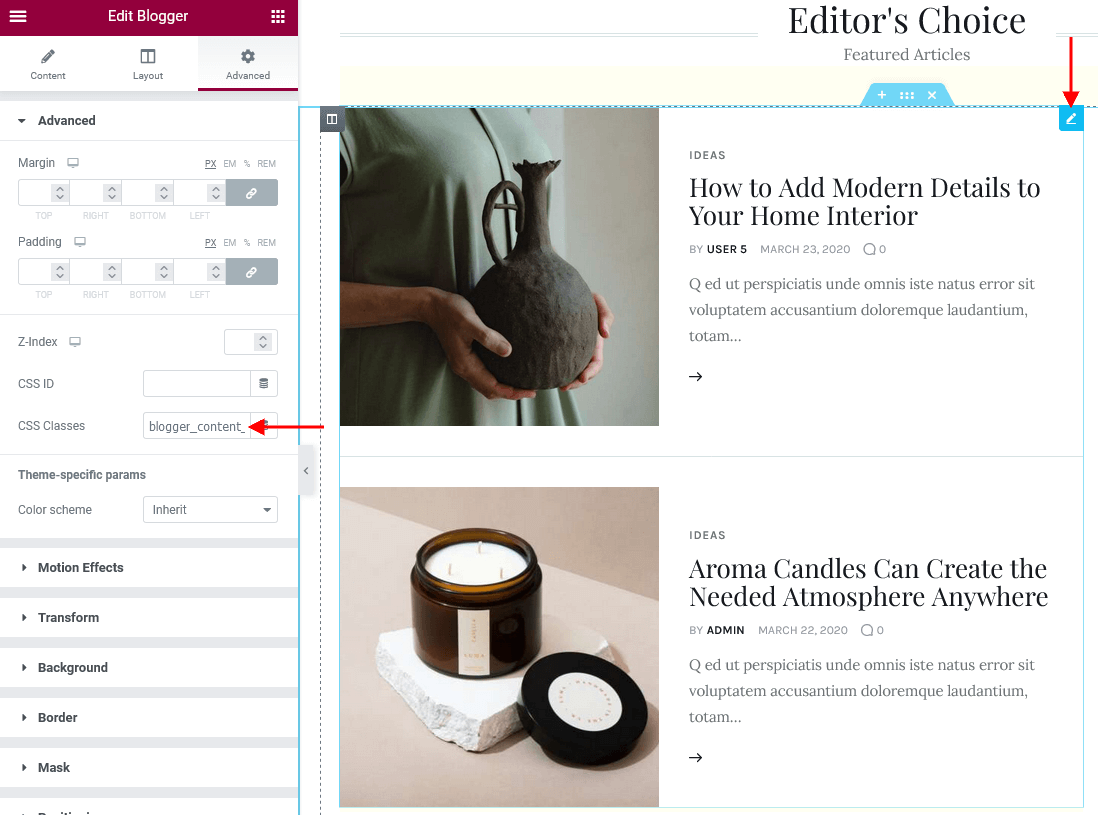 Edit Blogger
Content
Layout
Advanced
Advanced
Margin
PX EM % REM
TOP RIGHT BOTTOM LEFT
Padding
PX EM % REM
TOP RIGHT BOTTOM LEFT
Z-Index
CSS ID
CSS Classes
blogger_content_
Theme-specific params
Color scheme
Inherit
Motion Effects
Transform
Background
Border
Mask
Editor's Choice
Featured Articles
IDEAS
How to Add Modern Details to
Your Home Interior
BY USER 5 MARCH 23, 2020 0
Q ed ut perspiciatis unde omnis iste natus error sit
voluptatem accusantium doloremque laudantium,
totam...
IDEAS
Aroma Candles Can Create the
Needed Atmosphere Anywhere
BY ADMIN MARCH 22, 2020 0
Q ed ut perspiciatis unde omnis iste natus error sit
voluptatem accusantium doloremque laudantium,
totam...